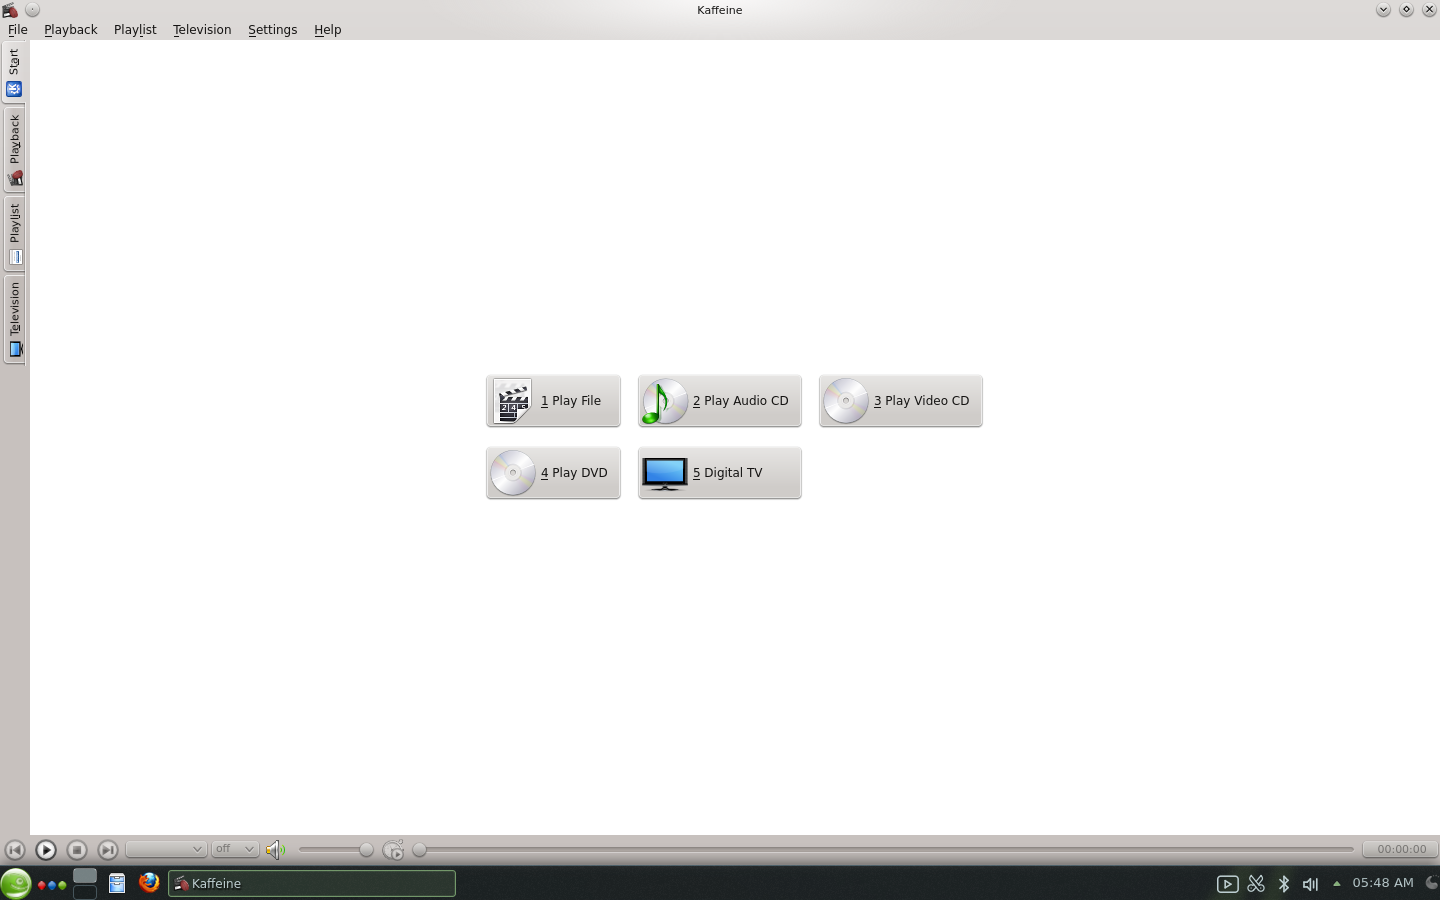 Kaffeine
File Playback Playlist Television Settings Help
Start
Playback
Playlist
Television
1 Play File 2 Play Audio CD 3 Play Video CD
4 Play DVD 5 Digital TV
off 00:00:00
Kaffeine 05:48 AM